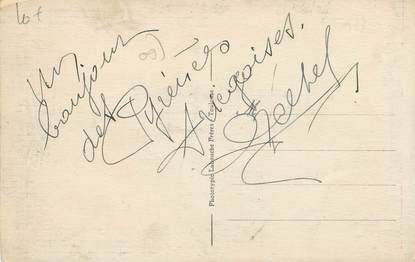 Un
bonjour
des Pyrénées
Ariégeoises.
Phototypie Labouche Frères, Toulouse